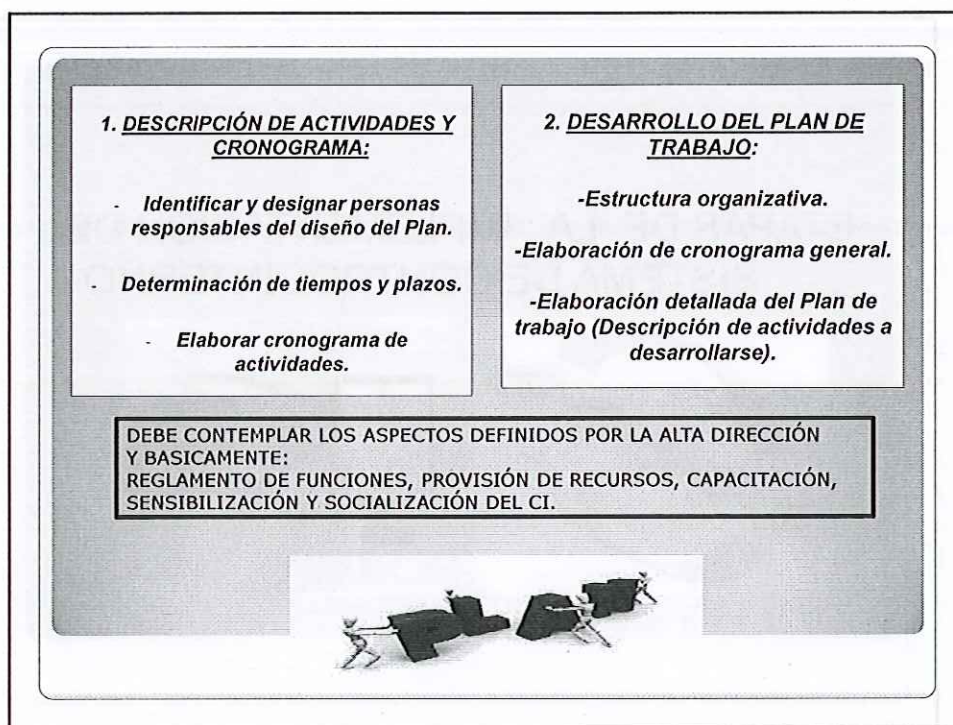 1. DESCRIPCIÓN DE ACTIVIDADES Y
CRONOGRAMA:
- Identificar y designar personas
responsables del diseño del Plan.
- Determinación de tiempos y plazos.
- Elaborar cronograma de
actividades.
2. DESARROLLO DEL PLAN DE
TRABAJO:
-Estructura organizativa.
-Elaboración de cronograma general.
-Elaboración detallada del Plan de
trabajo (Descripción de actividades a
desarrollarse).
DEBE CONTEMPLAR LOS ASPECTOS DEFINIDOS POR LA ALTA DIRECCIÓN
Y BASICAMENTE:
REGLAMENTO DE FUNCIONES, PROVISIÓN DE RECURSOS, CAPACITACIÓN,
SENSIBILIZACIÓN Y SOCIALIZACIÓN DEL CI.